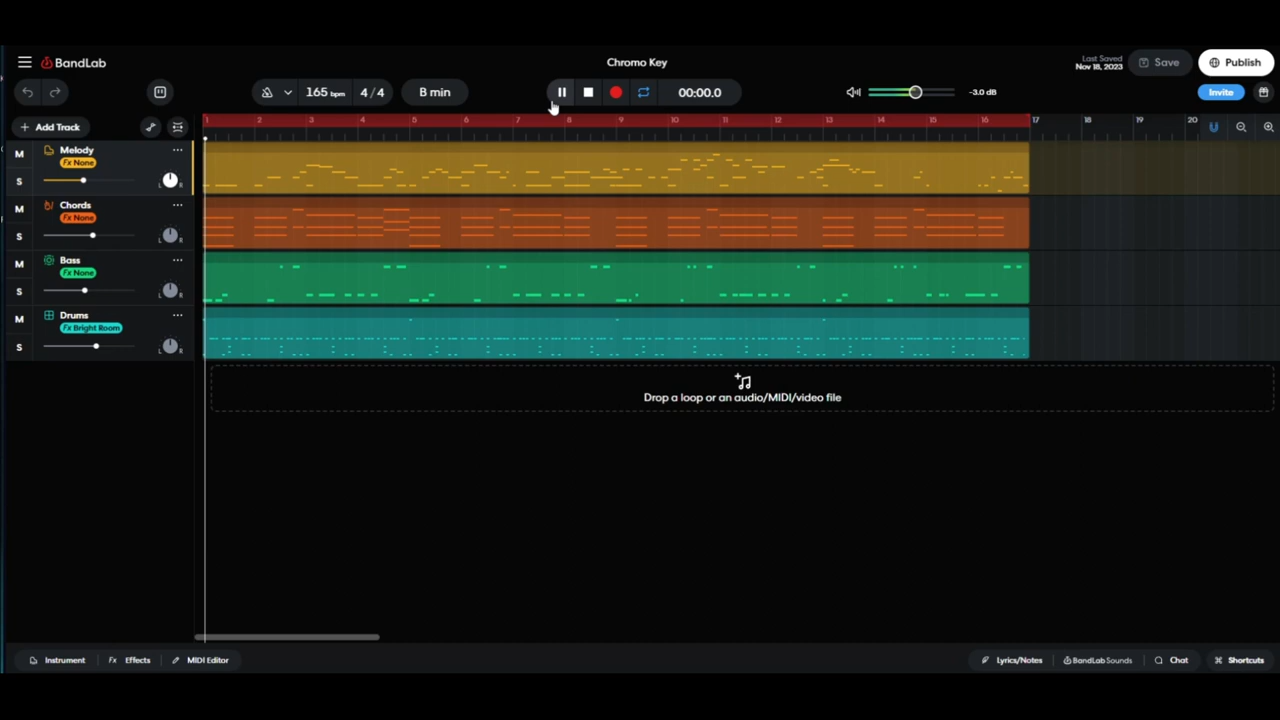 BandLab
Chromo Key
Last Saved
Nov 18, 2023
Save
Publish
165 bpm
4/4
B min
00:00.0
-3.0 dB
Invite
Add Track
1 2 3 4 5 6 7 8 9 10 11 12 13 14 15 16 17 18 19 20
M
Melody
Fx None
S
L R
M
Chords
Fx None
S
L R
M
Bass
Fx None
S
L R
M
Drums
Fx Bright Room
S
L R
Drop a loop or an audio/MIDI/video file
Instrument
Fx Effects
MIDI Editor
Lyrics/Notes
BandLab Sounds
Chat
Shortcuts